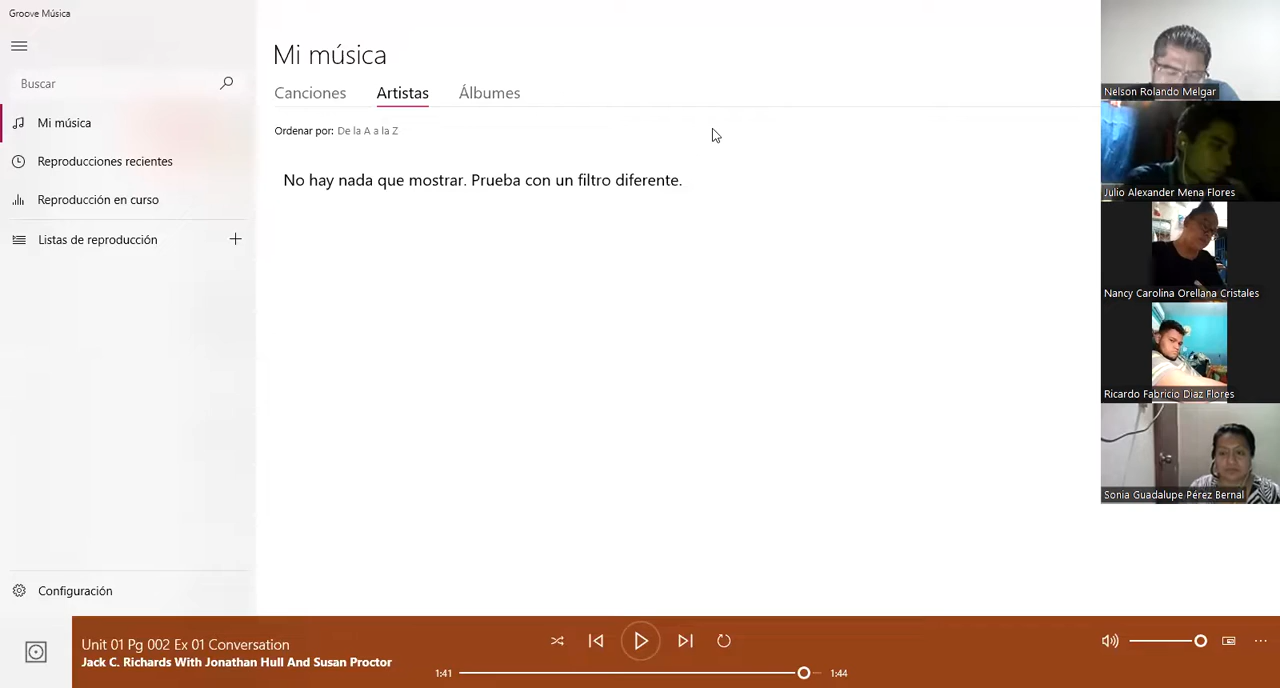 Groove Música
Buscar
Mi música
Reproducciones recientes
Reproducción en curso
Listas de reproducción
Configuración
Mi música
Canciones Artistas Álbumes
Ordenar por: De la A a la Z
No hay nada que mostrar. Prueba con un filtro diferente.
Nelson Rolando Melgar
Julio Alexander Mena Flores
Nancy Carolina Orellana Cristales
Ricardo Fabricio Diaz Flores
Sonia Guadalupe Pérez Bernal
Unit 01 Pg 002 Ex 01 Conversation
Jack C. Richards With Jonathan Hull And Susan Proctor
1:41 1:44